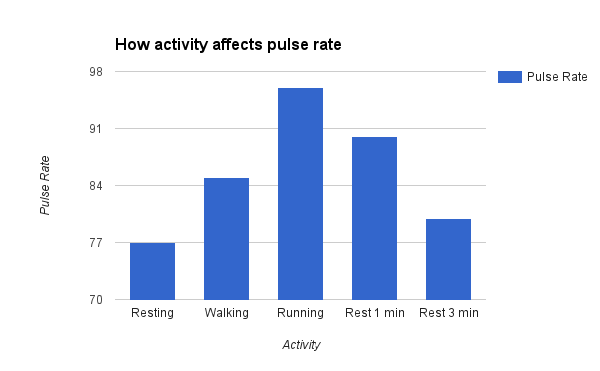 How activity affects pulse rate
98
91
84
77
70
Pulse Rate
Pulse Rate
Resting Walking Running Rest 1 min Rest 3 min
Activity